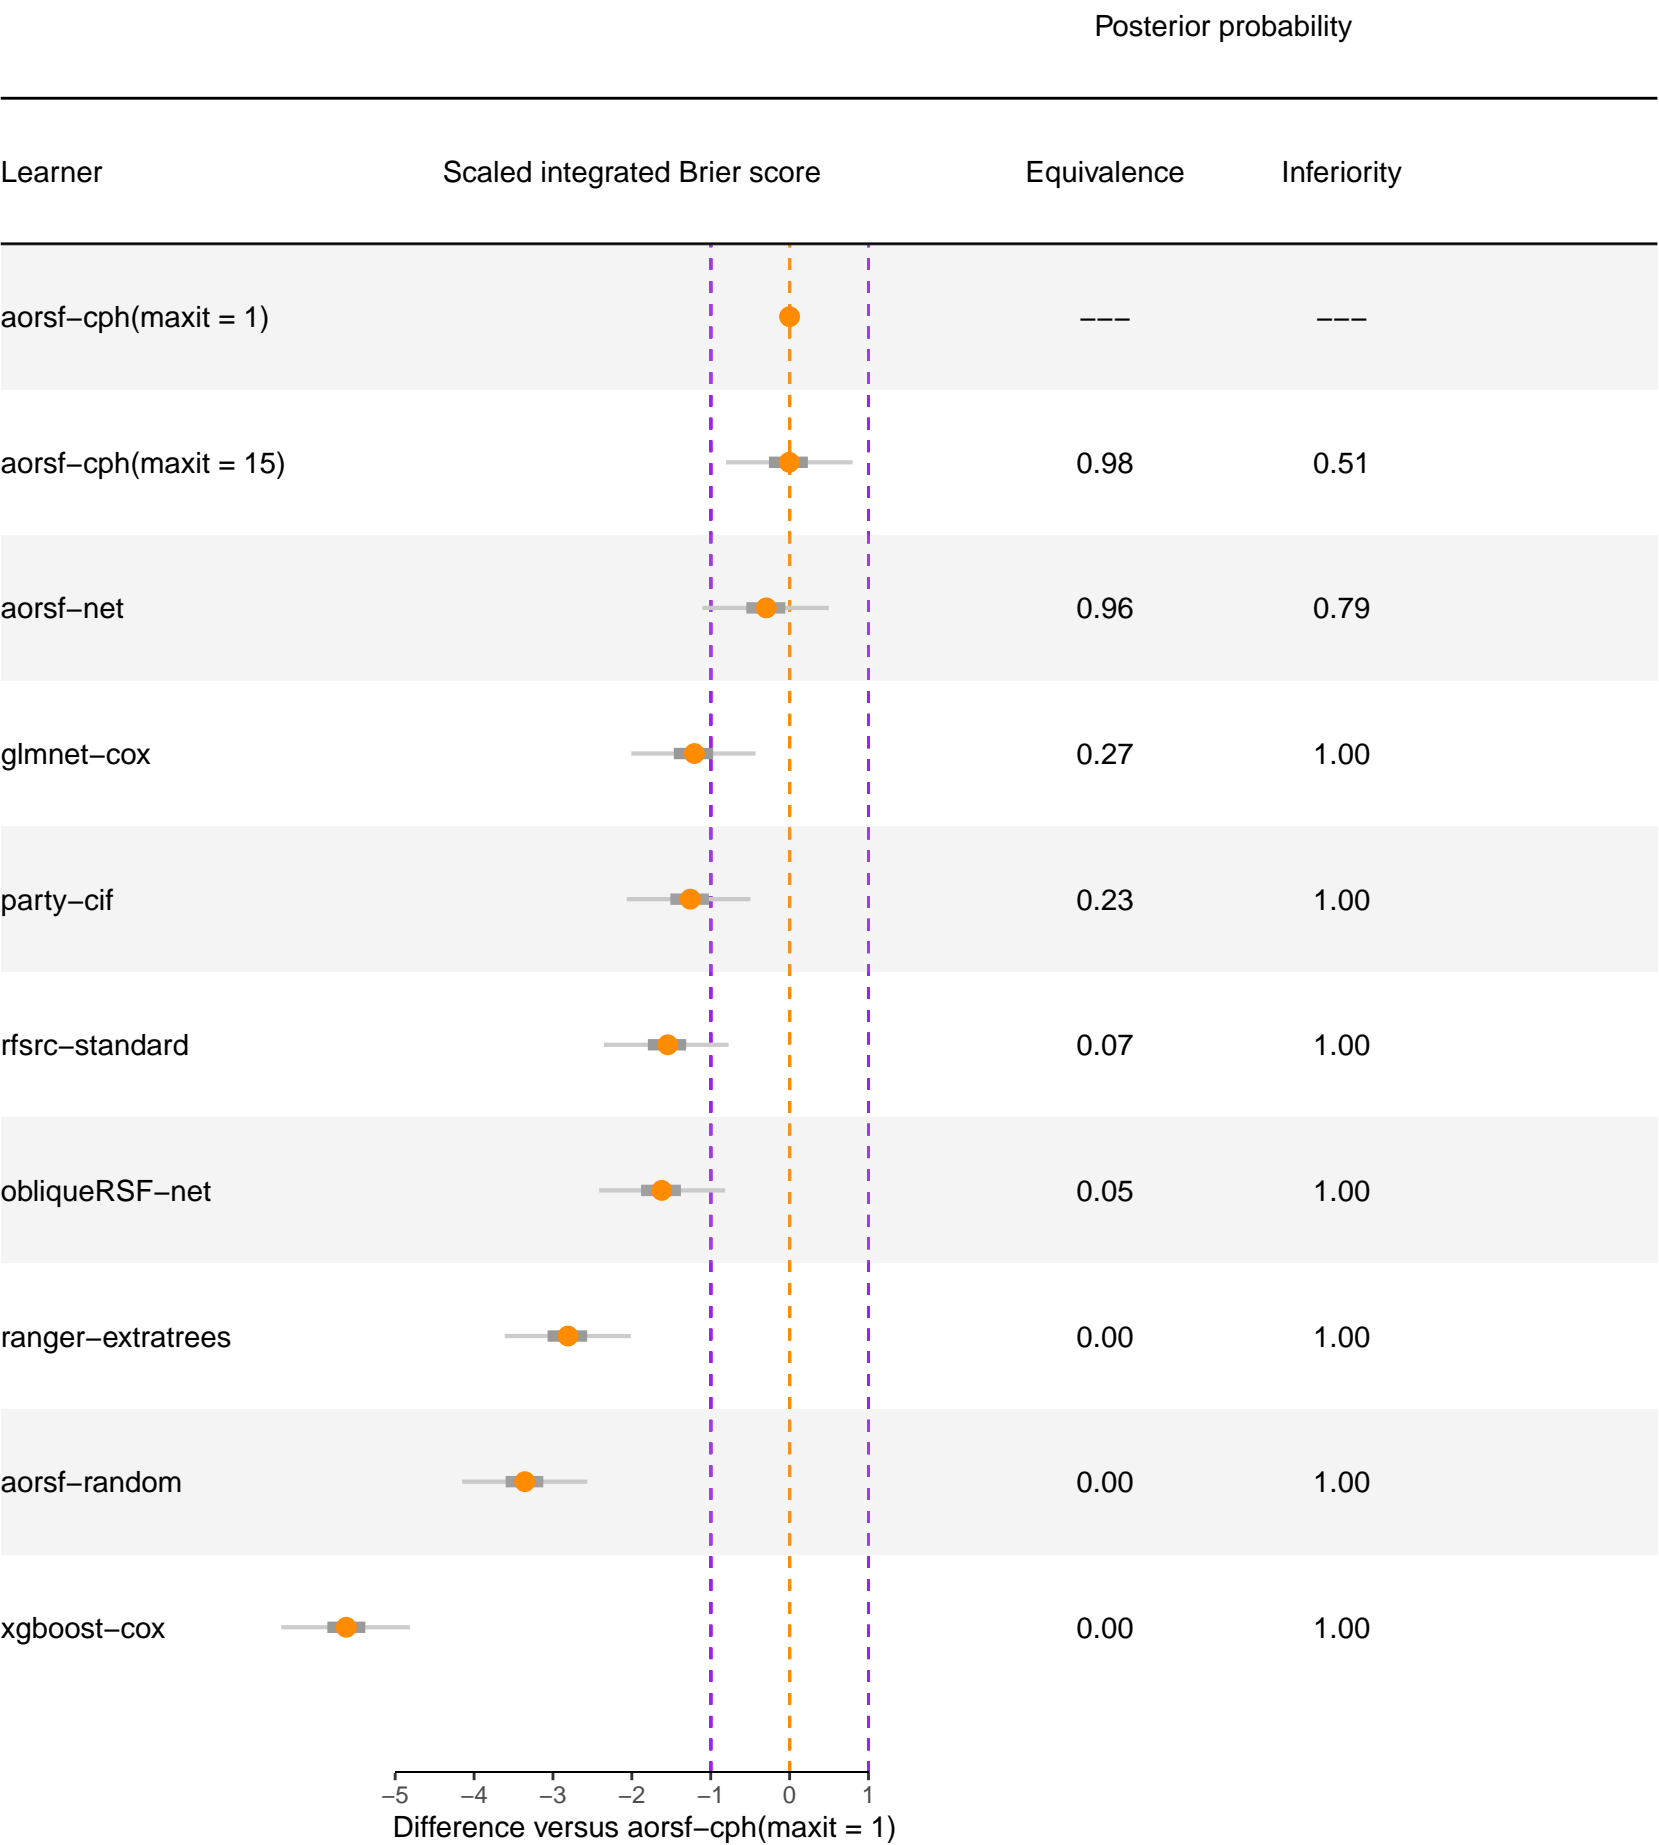 Posterior probability
Learner Scaled integrated Brier score Equivalence Inferiority
aorsf−cph(maxit = 1) −−− −−−
aorsf−cph(maxit = 15) 0.98 0.51
aorsf−net 0.96 0.79
glmnet−cox 0.27 1.00
party−cif 0.23 1.00
rfsrc−standard 0.07 1.00
obliqueRSF−net 0.05 1.00
ranger−extratrees 0.00 1.00
aorsf−random 0.00 1.00
xgboost−cox 0.00 1.00
−5 −4 −3 −2 −1 0 1
Difference versus aorsf−cph(maxit = 1)